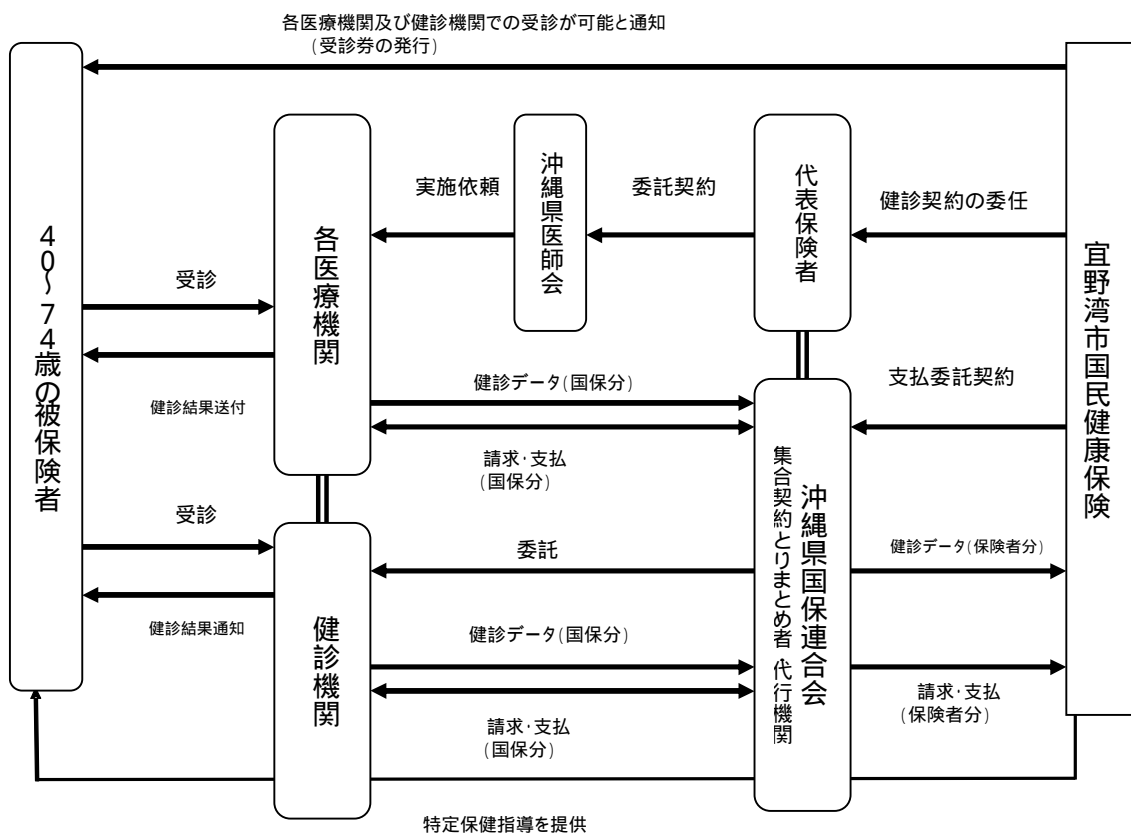 各医療機関及び健診機関での受診が可能と通知
(受診券の発行)
40～74歳の被保険者
各医療機関
沖縄県医師会
代表保険者
宜野湾市国民健康保険
実施依頼
委託契約
健診契約の委任
受診
健診結果送付
健診データ(国保分)
請求・支払
(国保分)
支払委託契約
受診
健診結果通知
健診機関
委託
健診データ(国保分)
請求・支払
(国保分)
沖縄県国保連合会
集合契約とりまとめ者 代行機関
健診データ(保険者分)
請求・支払
(保険者分)
特定保健指導を提供